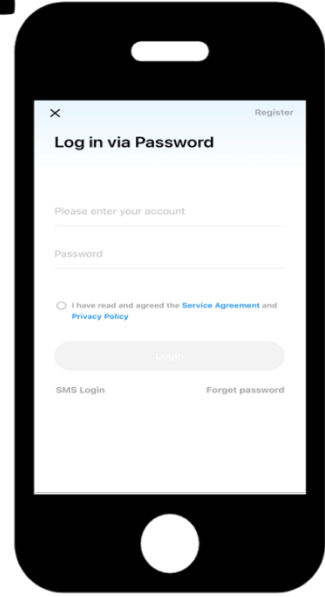 Register
Log in via Password
Please enter your account
Password
I have read and agreed the Service Agreement and
Privacy Policy
Login
SMS Login
Forget password